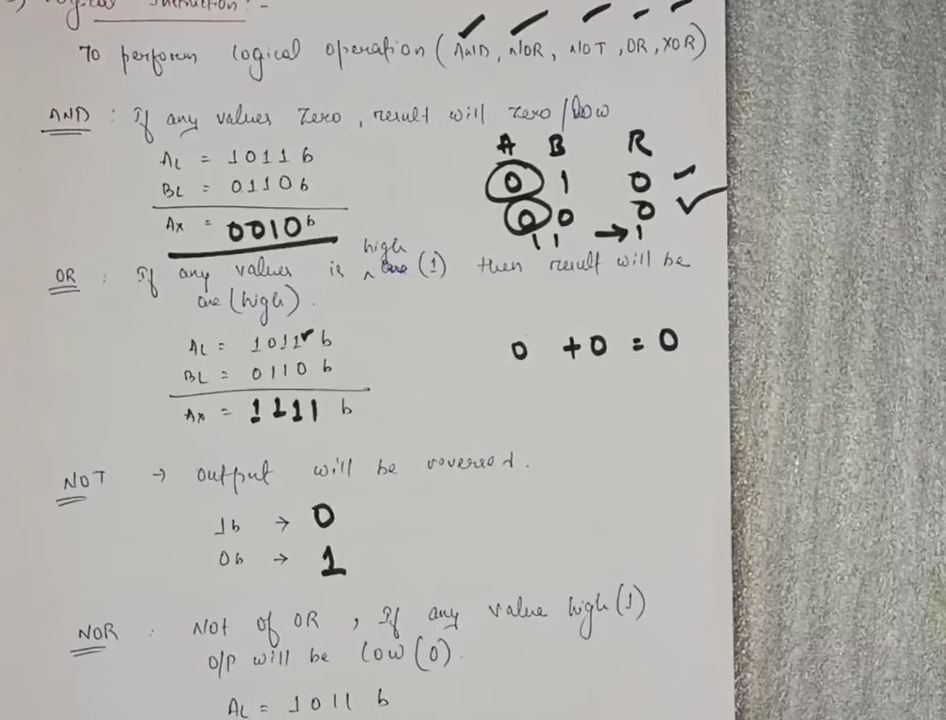 Logical Instruction :-
To perform logical operation (AND, NOR, NOT, OR, XOR)
AND : If any values zero, result will zero/low
AL = 1011 b
BL = 0110 b
Ax = 0010 b
A B R
0 1 0
0 0 0
1 1 → 1
OR : If any values is high one (1) then result will be
one (high).
AL = 1011 b
BL = 0110 b
Ax = 1111 b
0 + 0 = 0
NOT → output will be reversed.
1b → 0
0b → 1
NOR : Not of OR, If any value high (1)
O/P will be low (0).
AL = 1011 b